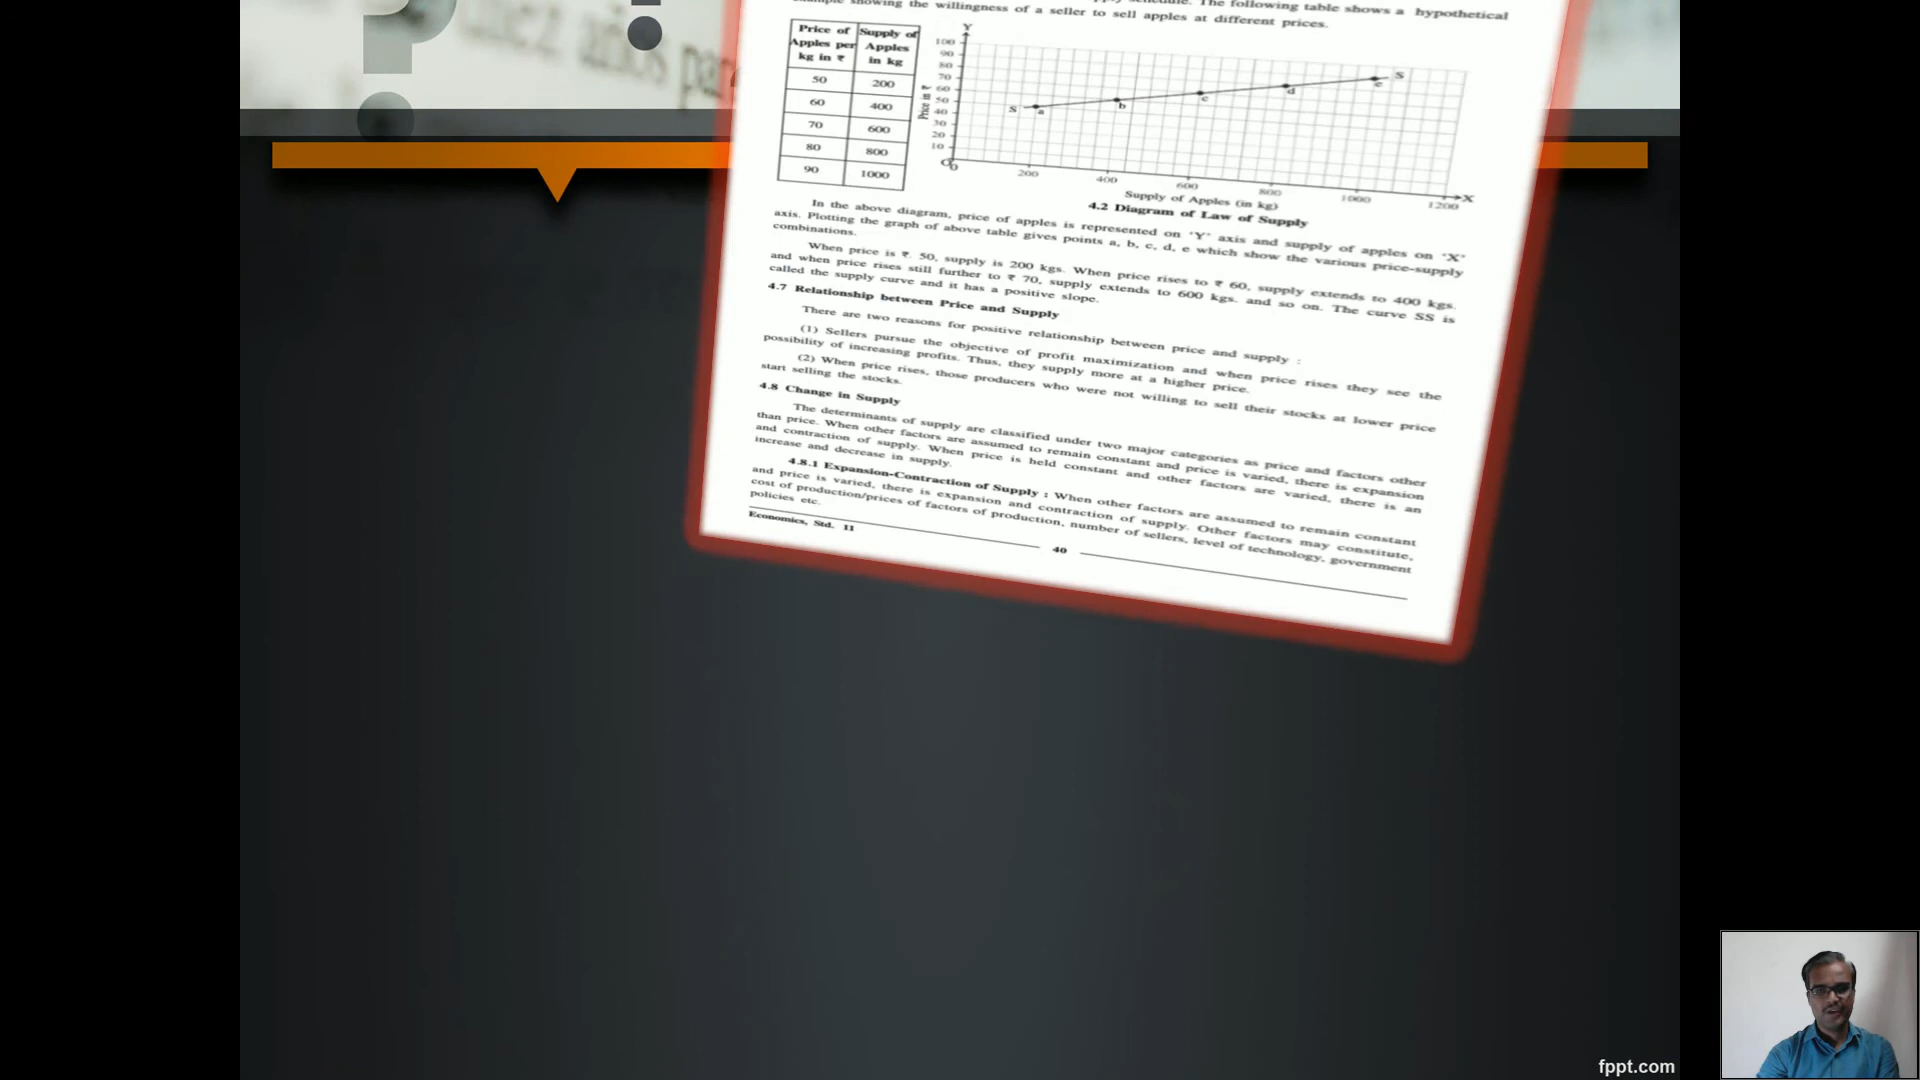 diez años par
schedule. The following table shows a hypothetical
example showing the willingness of a seller to sell apples at different prices.
Price of Apples per kg in ₹ | Supply of Apples in kg
50 | 200
60 | 400
70 | 600
80 | 800
90 | 1000
Y
100
90
80
70
60
50
40
30
20
10
Price in ₹
S a b c d e S
0 200 400 600 800 1000 1200 X
Supply of Apples (in kg)
4.2 Diagram of Law of Supply
In the above diagram, price of apples is represented on 'Y' axis and supply of apples on 'X'
axis. Plotting the graph of above table gives points a, b, c, d, e which show the various price-supply
combinations.
When price is ₹. 50, supply is 200 kgs. When price rises to ₹ 60, supply extends to 400 kgs.
and when price rises still further to ₹ 70, supply extends to 600 kgs. and so on. The curve SS is
called the supply curve and it has a positive slope.
4.7 Relationship between Price and Supply
There are two reasons for positive relationship between price and supply :
(1) Sellers pursue the objective of profit maximization and when price rises they see the
possibility of increasing profits. Thus, they supply more at a higher price.
(2) When price rises, those producers who were not willing to sell their stocks at lower price
start selling the stocks.
4.8 Change in Supply
The determinants of supply are classified under two major categories as price and factors other
than price. When other factors are assumed to remain constant and price is varied, there is expansion
and contraction of supply. When price is held constant and other factors are varied, there is an
increase and decrease in supply.
4.8.1 Expansion-Contraction of Supply : When other factors are assumed to remain constant
and price is varied, there is expansion and contraction of supply. Other factors may constitute,
cost of production/prices of factors of production, number of sellers, level of technology, government
policies etc.
Economics, Std. 11
40
fppt.com